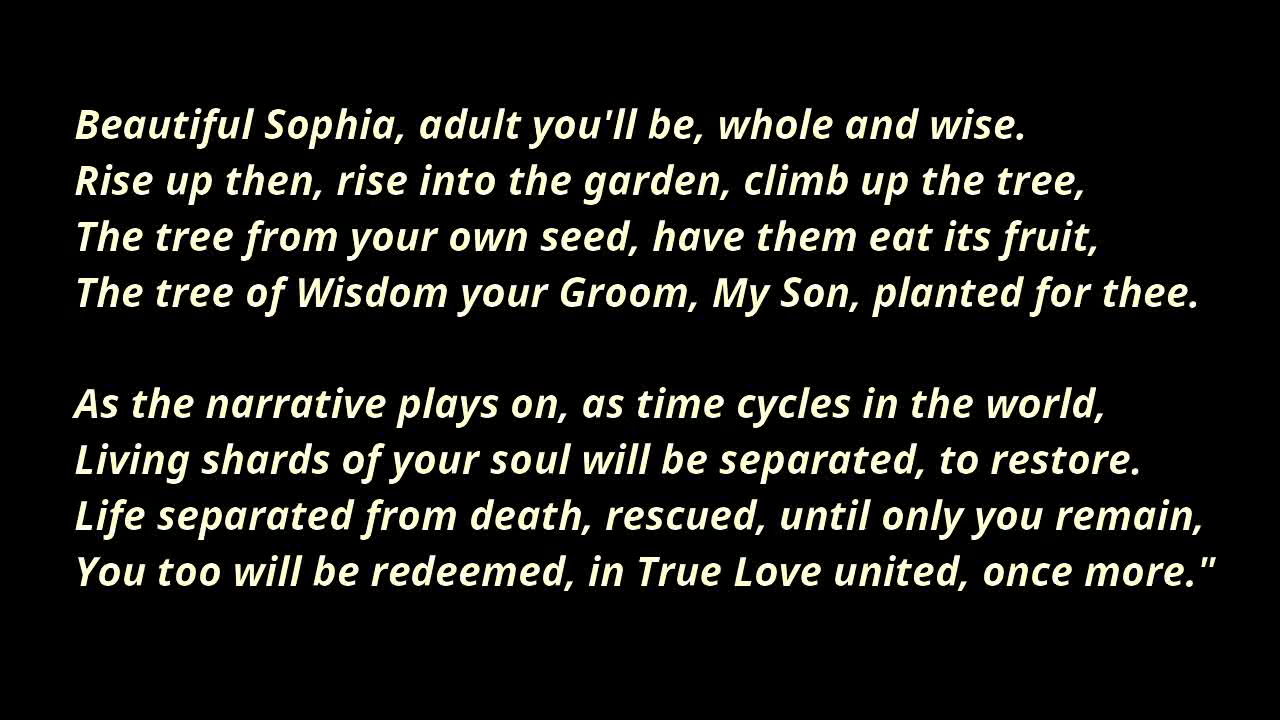 Beautiful Sophia, adult you'll be, whole and wise.
Rise up then, rise into the garden, climb up the tree,
The tree from your own seed, have them eat its fruit,
The tree of Wisdom your Groom, My Son, planted for thee.
As the narrative plays on, as time cycles in the world,
Living shards of your soul will be separated, to restore.
Life separated from death, rescued, until only you remain,
You too will be redeemed, in True Love united, once more."